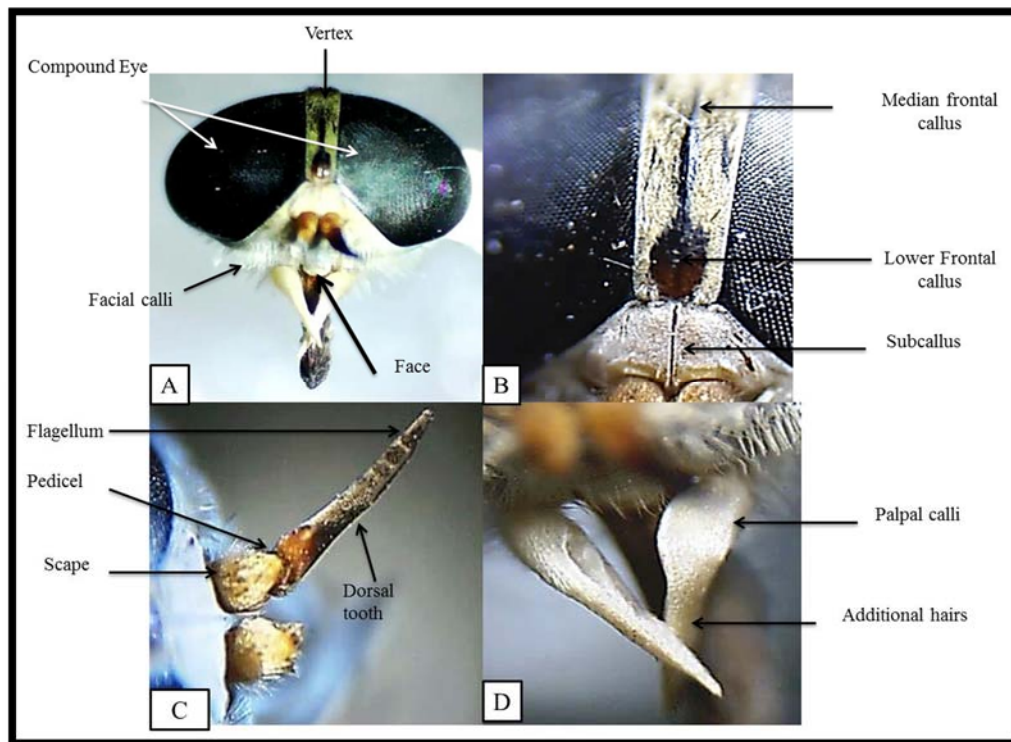 Vertex
Compound Eye
Facial calli
Face
A
Median frontal
callus
Lower Frontal
callus
Subcallus
B
Flagellum
Pedicel
Scape
Dorsal
tooth
C
Palpal calli
Additional hairs
D